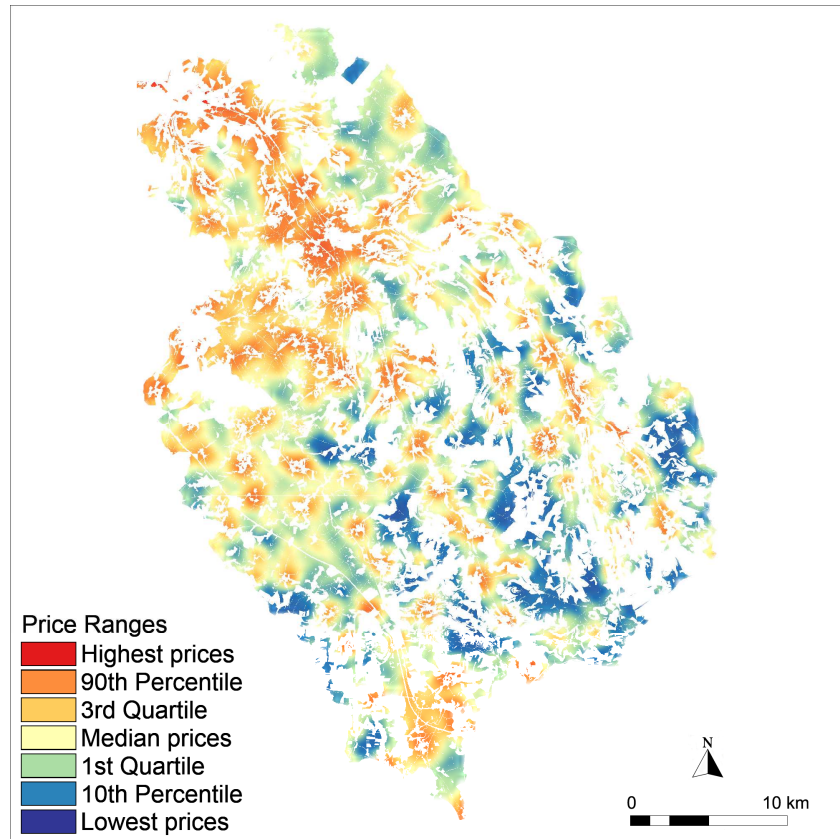 Price Ranges
Highest prices
90th Percentile
3rd Quartile
Median prices
1st Quartile
10th Percentile
Lowest prices
N
0 10 km